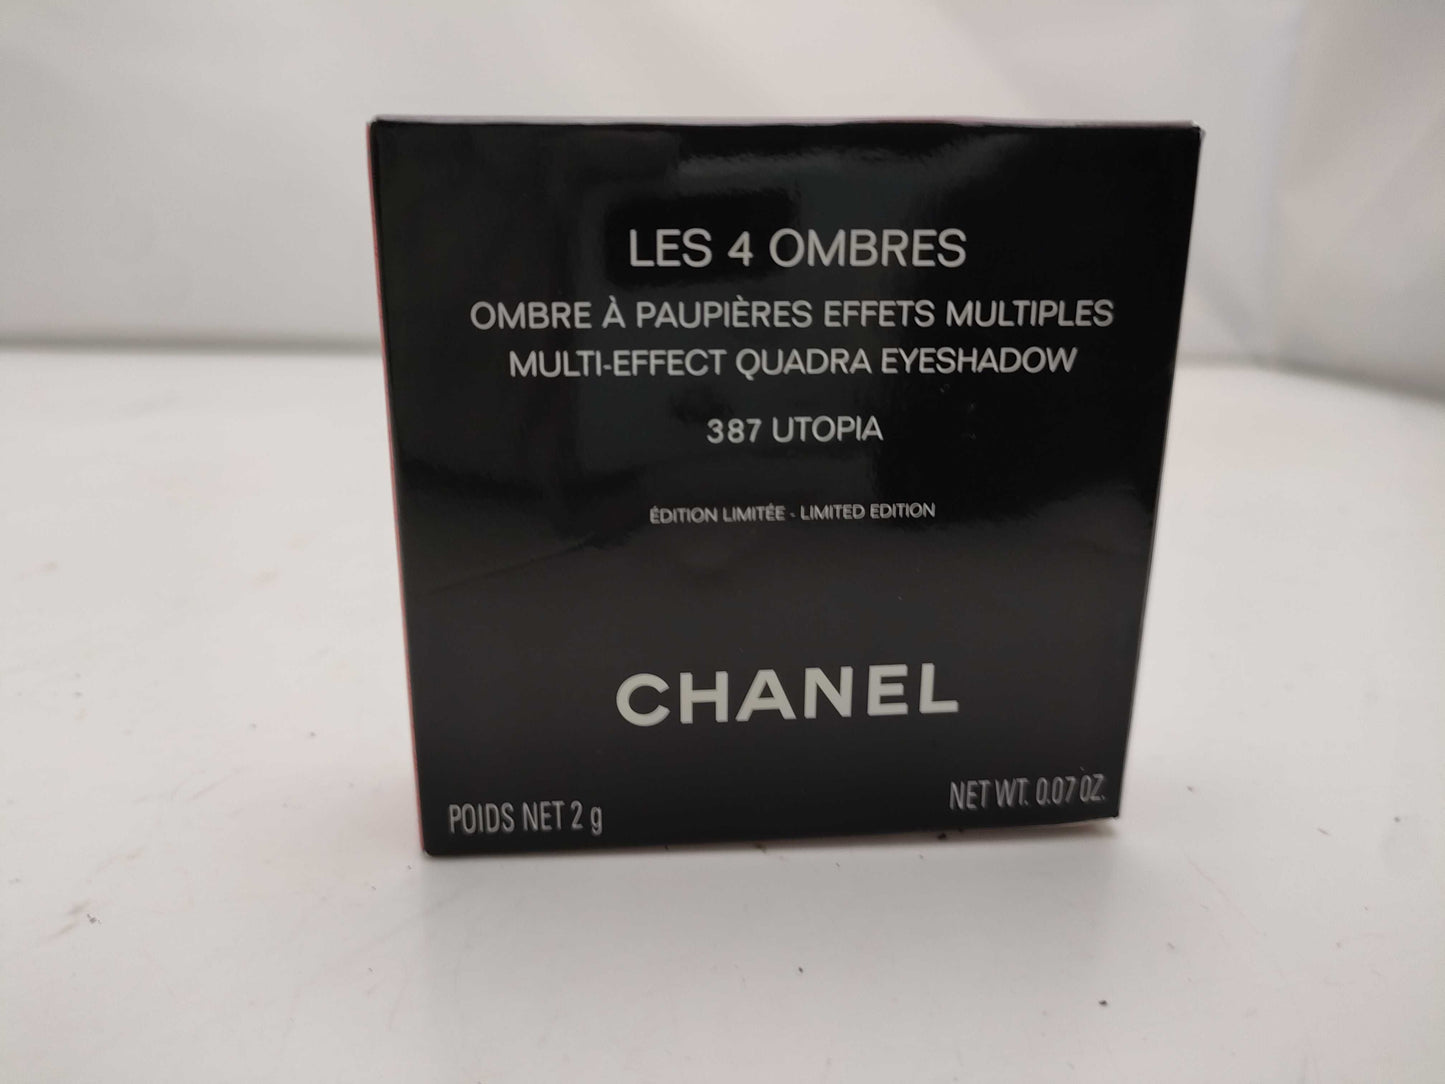 LES 4 OMBRES
OMBRE À PAUPIÈRES EFFETS MULTIPLES
MULTI-EFFECT QUADRA EYESHADOW
387 UTOPIA
ÉDITION LIMITÉE - LIMITED EDITION
CHANEL
POIDS NET 2 g
NET WT. 0.07 OZ.